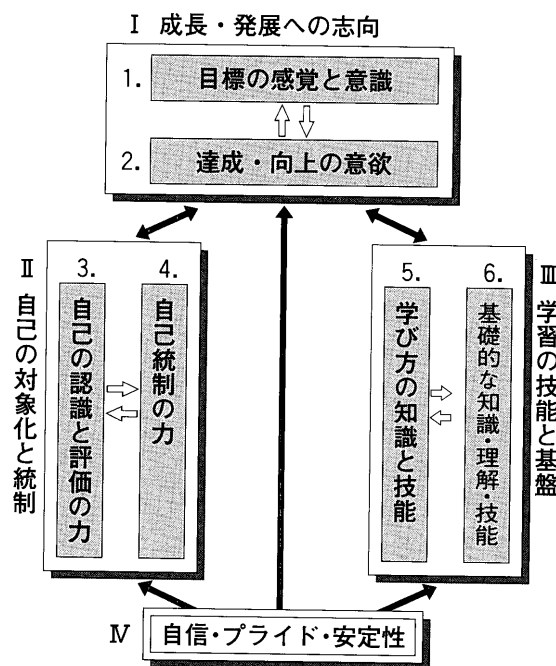 Ⅰ 成長・発展への志向
1. 目標の感覚と意識
2. 達成・向上の意欲
Ⅱ 自己の対象化と統制
3. 自己の認識と評価の力
4. 自己統制の力
5. 学び方の知識と技能
6. 基礎的な知識・理解・技能
Ⅲ 学習の技能と基盤
Ⅳ 自信・プライド・安定性